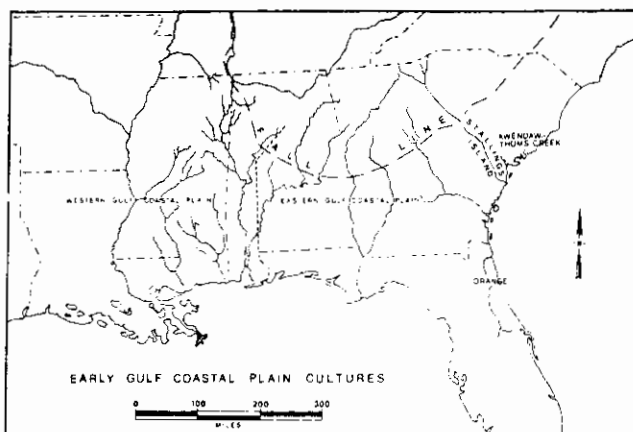 FALL LINE
STALLINGS
ISLAND
AWENDAW
THOMS CREEK
WESTERN GULF COASTAL PLAIN
EASTERN GULF COASTAL PLAIN
ORANGE
EARLY GULF COASTAL PLAIN CULTURES
0 100 200 300
MILES